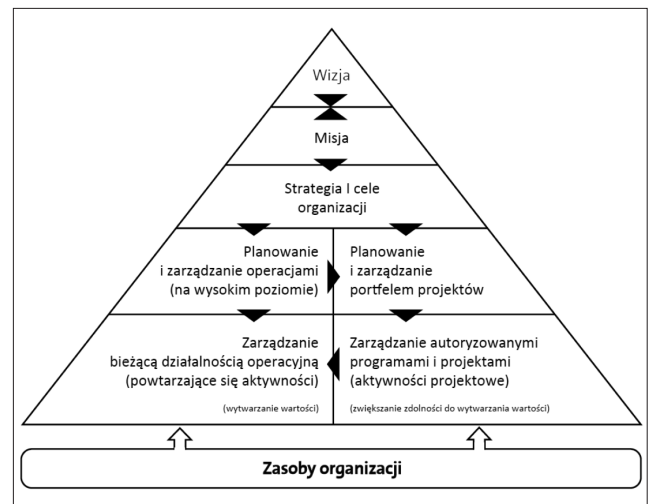 Wizja
Misja
Strategia I cele
organizacji
Planowanie
i zarządzanie operacjami
(na wysokim poziomie)
Planowanie
i zarządzanie
portfelem projektów
Zarządzanie
bieżącą działalnością operacyjną
(powtarzające się aktywności)
(wytwarzanie wartości)
Zarządzanie autoryzowanymi
programami i projektami
(aktywności projektowe)
(zwiększanie zdolności do wytwarzania wartości)
Zasoby organizacji